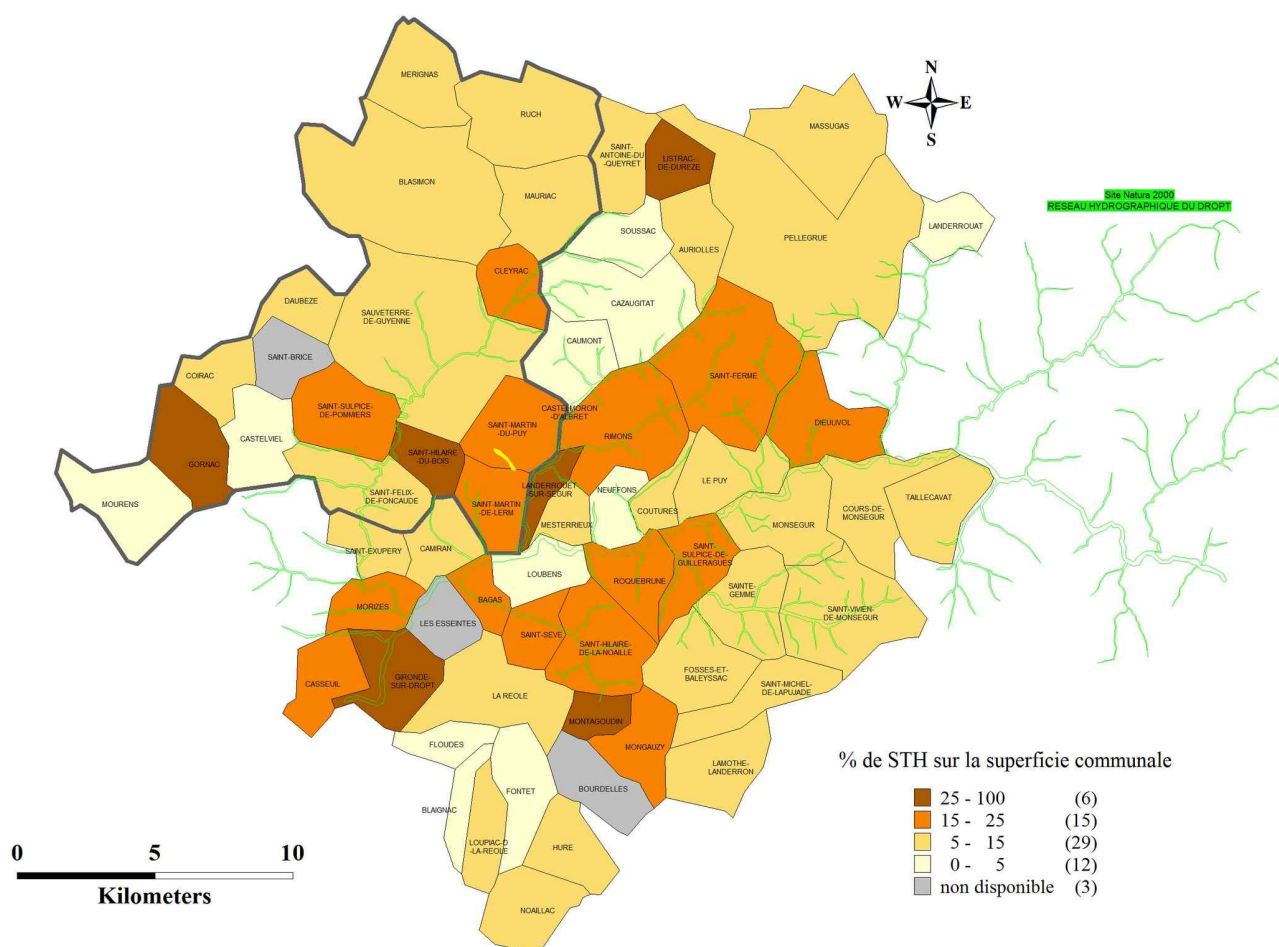 N
W E
S
MERIGNAS
RUCH
MASSUGAS
SAINT-
ANTOINE-DU
-QUEYRET
LISTRAC-
DE-DUREZE
BLASIMON
MAURIAC
Site Natura 2000
RESEAU HYDROGRAPHIQUE DU DROPT
SOUSSAC
LANDERROUAT
AURIOLLES
PELLEGRUE
CLEYRAC
DAUBEZE
CAZAUGITAT
SAUVETERRE-
DE-GUYENNE
CAUMONT
SAINT-BRICE
COIRAC
SAINT-FERME
SAINT-SULPICE-
DE-POMMIERS
CASTELMORON
-D'ALBRET
DIEULIVOL
SAINT-MARTIN
-DU-PUY
RIMONS
CASTELVIEL
GORNAC
SAINT-HILAIRE
-DU-BOIS
LE PUY
LANDERROUET
-SUR-SEGUR
NEUFFONS
MOURENS
SAINT-FELIX-
DE-FONCAUDE
SAINT-MARTIN
-DE-LERM
TAILLECAVAT
COUTURES
COURS-DE-
MONSEGUR
MESTERRIEUX
MONSEGUR
SAINT-EXUPERY
CAMIRAN
SAINT-
SULPICE-DE-
GUILLERAGUES
LOUBENS
ROQUEBRUNE
SAINTE-
GEMME
BAGAS
MORIZES
SAINT-VIVIEN-
DE-MONSEGUR
LES ESSEINTES
SAINT-SEVE
SAINT-HILAIRE-
DE-LA-NOAILLE
FOSSES-ET-
BALEYSSAC
GIRONDE-
SUR-DROPT
CASSEUIL
SAINT-MICHEL-
DE-LAPUJADE
LA REOLE
MONTAGOUDIN
FLOUDES
MONGAUZY
LAMOTHE-
LANDERRON
BOURDELLES
FONTET
BLAIGNAC
LOUPIAC-D
-LA-REOLE
HURE
NOAILLAC
% de STH sur la superficie communale
25 - 100 (6)
15 - 25 (15)
5 - 15 (29)
0 - 5 (12)
non disponible (3)
0 5 10
Kilometers